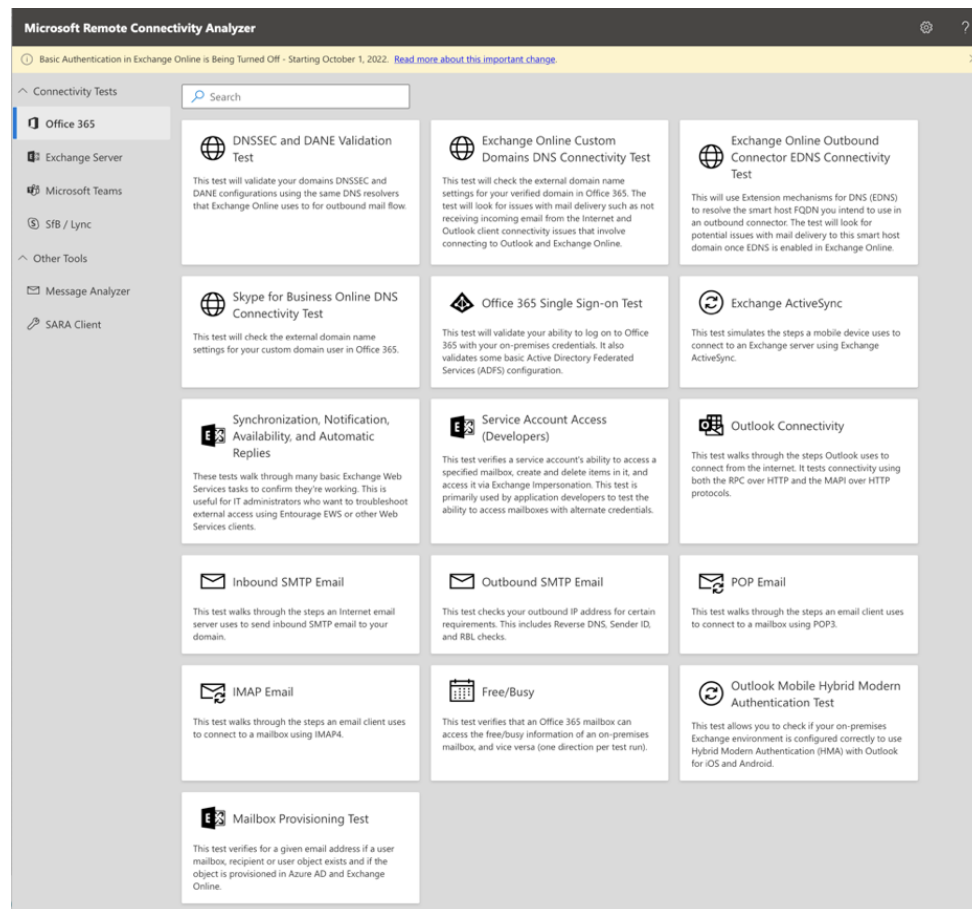 Microsoft Remote Connectivity Analyzer
?
Basic Authentication in Exchange Online is Being Turned Off - Starting October 1, 2022. Read more about this important change.
Connectivity Tests
Office 365
Exchange Server
Microsoft Teams
SfB / Lync
Other Tools
Message Analyzer
SARA Client
Search
DNSSEC and DANE Validation
Test
This test will validate your domains DNSSEC and
DANE configurations using the same DNS resolvers
that Exchange Online uses to for outbound mail flow.
Exchange Online Custom
Domains DNS Connectivity Test
This test will check the external domain name
settings for your verified domain in Office 365. The
test will look for issues with mail delivery such as not
receiving incoming email from the Internet and
Outlook client connectivity issues that involve
connecting to Outlook and Exchange Online.
Exchange Online Outbound
Connector EDNS Connectivity
Test
This will use Extension mechanisms for DNS (EDNS)
to resolve the smart host FQDN you intend to use in
an outbound connector. The test will look for
potential issues with mail delivery to this smart host
domain once EDNS is enabled in Exchange Online.
Skype for Business Online DNS
Connectivity Test
This test will check the external domain name
settings for your custom domain user in Office 365.
Office 365 Single Sign-on Test
This test will validate your ability to log on to Office
365 with your on-premises credentials. It also
validates some basic Active Directory Federated
Services (ADFS) configuration.
Exchange ActiveSync
This test simulates the steps a mobile device uses to
connect to an Exchange server using Exchange
ActiveSync.
Synchronization, Notification,
Availability, and Automatic
Replies
These tests walk through many basic Exchange Web
Services tasks to confirm they're working. This is
useful for IT administrators who want to troubleshoot
external access using Entourage EWS or other Web
Services clients.
Service Account Access
(Developers)
This test verifies a service account's ability to access a
specified mailbox, create and delete items in it, and
access it via Exchange Impersonation. This test is
primarily used by application developers to test the
ability to access mailboxes with alternate credentials.
Outlook Connectivity
This test walks through the steps Outlook uses to
connect from the internet. It tests connectivity using
both the RPC over HTTP and the MAPI over HTTP
protocols.
Inbound SMTP Email
This test walks through the steps an Internet email
server uses to send inbound SMTP email to your
domain.
Outbound SMTP Email
This test checks your outbound IP address for certain
requirements. This includes Reverse DNS, Sender ID,
and RBL checks.
POP Email
This test walks through the steps an email client uses
to connect to a mailbox using POP3.
IMAP Email
This test walks through the steps an email client uses
to connect to a mailbox using IMAP4.
Free/Busy
This test verifies that an Office 365 mailbox can
access the free/busy information of an on-premises
mailbox, and vice versa (one direction per test run).
Outlook Mobile Hybrid Modern
Authentication Test
This test allows you to check if your on-premises
Exchange environment is configured correctly to use
Hybrid Modern Authentication (HMA) with Outlook
for iOS and Android.
Mailbox Provisioning Test
This test verifies for a given email address if a user
mailbox, recipient or user object exists and if the
object is provisioned in Azure AD and Exchange
Online.